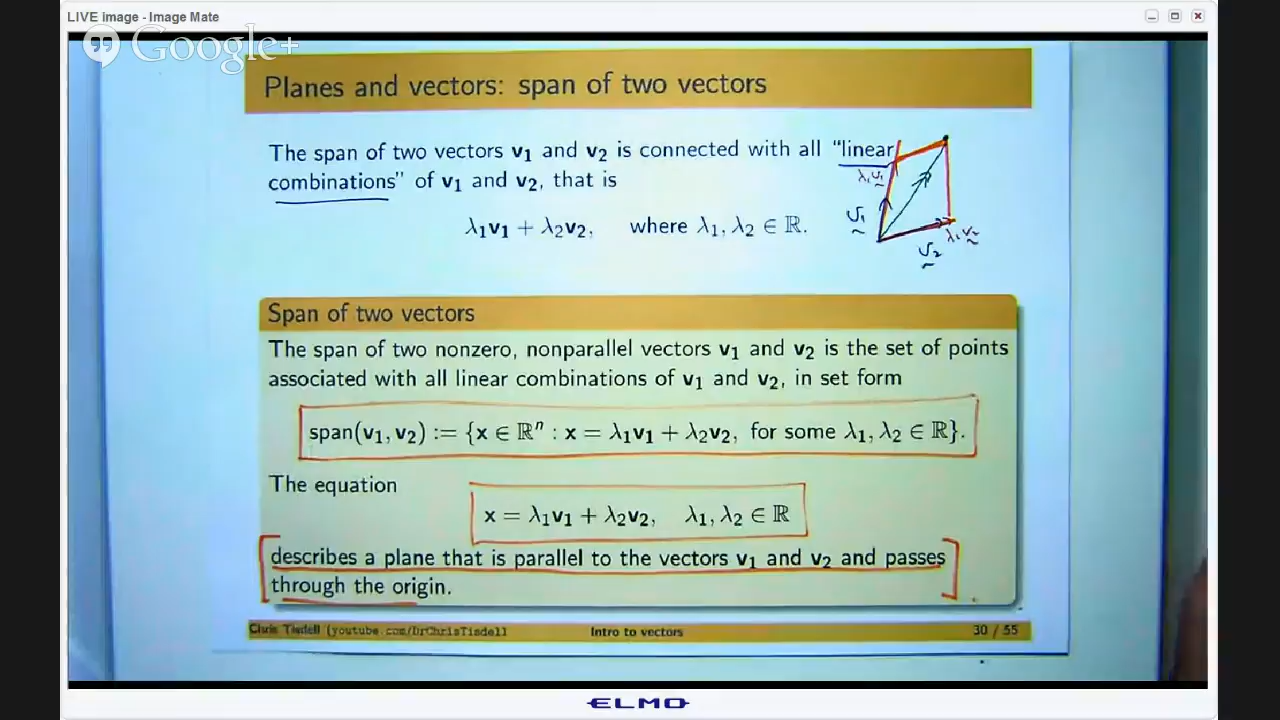 LIVE image - Image Mate
Google+
Planes and vectors: span of two vectors
The span of two vectors v₁ and v₂ is connected with all "linear
combinations" of v₁ and v₂, that is
λ₁v₁ + λ₂v₂, where λ₁, λ₂ ∈ ℝ.
λ₁v₁
v₁
v₂
λ₁v₂
Span of two vectors
The span of two nonzero, nonparallel vectors v₁ and v₂ is the set of points
associated with all linear combinations of v₁ and v₂, in set form
span(v₁, v₂) := {x ∈ ℝⁿ : x = λ₁v₁ + λ₂v₂, for some λ₁, λ₂ ∈ ℝ}.
The equation
x = λ₁v₁ + λ₂v₂, λ₁, λ₂ ∈ ℝ
describes a plane that is parallel to the vectors v₁ and v₂ and passes
through the origin.
Chris Tisdell (youtube.com/DrChrisTisdell Intro to vectors 30 / 55
ELMO